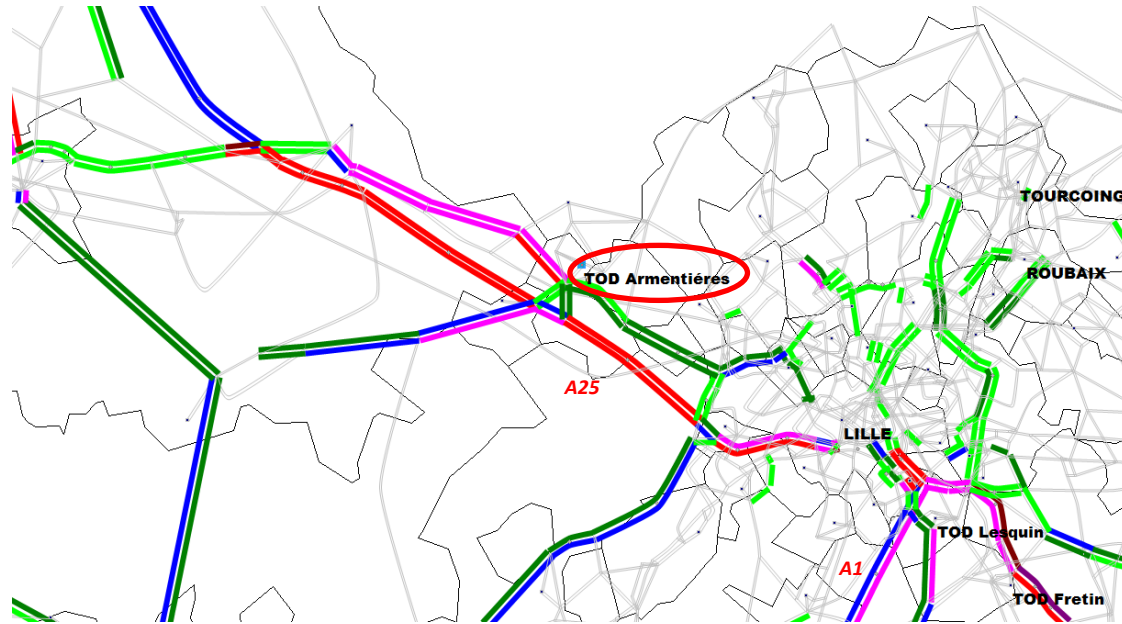 TOURCOING
ROUBAIX
TOD Armentiéres
A25
LILLE
TOD Lesquin
A1
TOD Fretin